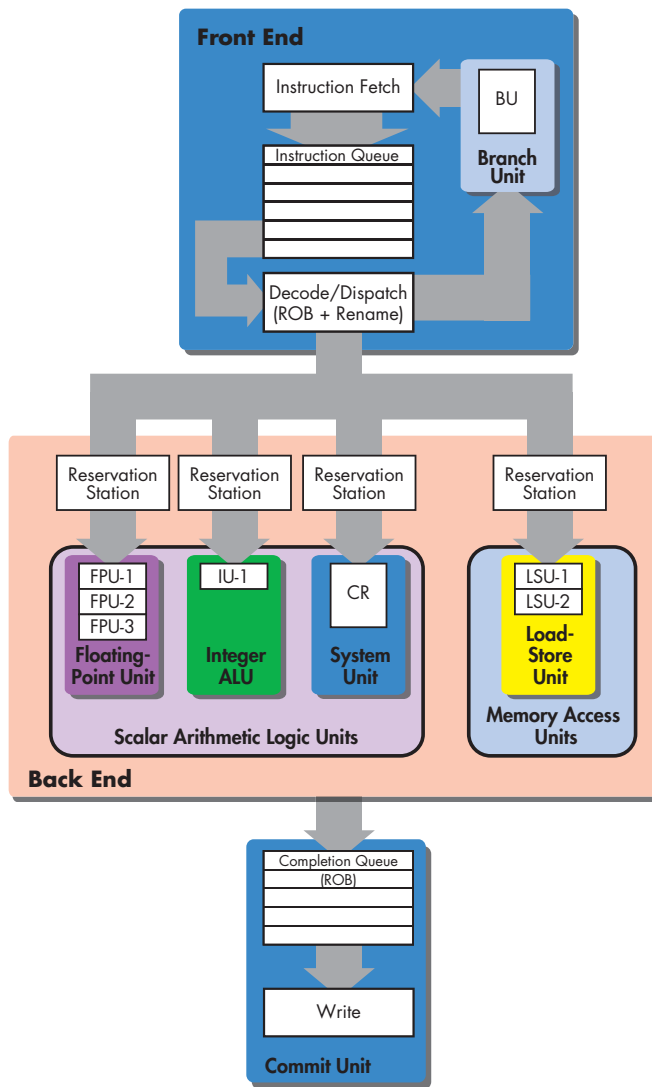 Front End
Instruction Fetch
BU
Branch
Unit
Instruction Queue
Decode/Dispatch
(ROB + Rename)
Reservation
Station
Reservation
Station
Reservation
Station
Reservation
Station
FPU-1
FPU-2
FPU-3
Floating-
Point Unit
IU-1
Integer
ALU
CR
System
Unit
Scalar Arithmetic Logic Units
LSU-1
LSU-2
Load-
Store
Unit
Memory Access
Units
Back End
Completion Queue
(ROB)
Write
Commit Unit